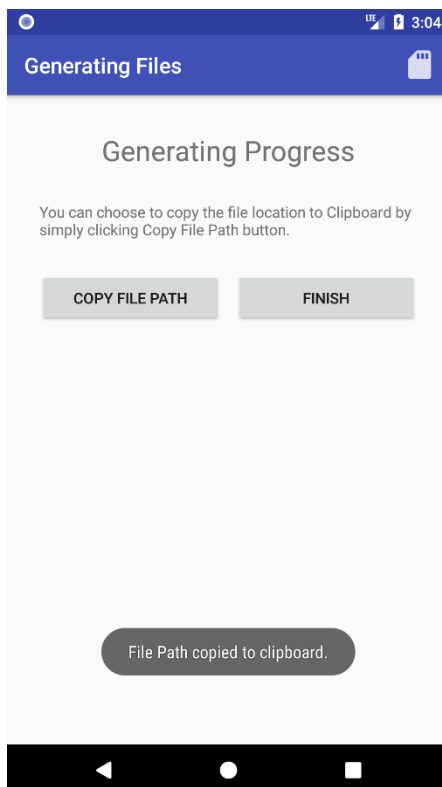 LTE 3:04
Generating Files
Generating Progress
You can choose to copy the file location to Clipboard by
simply clicking Copy File Path button.
COPY FILE PATH FINISH
File Path copied to clipboard.